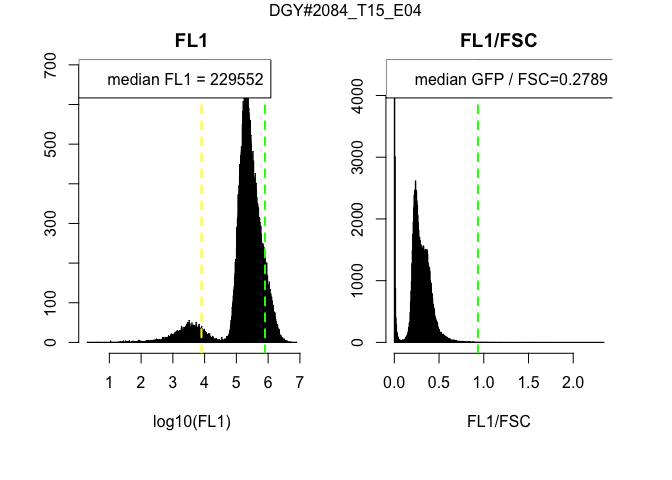 DGY#2084_T15_E04
FL1
median FL1 = 229552
700
500
300
100
0
1 2 3 4 5 6 7
log10(FL1)
FL1/FSC
median GFP / FSC=0.2789
4000
3000
2000
1000
0
0.0 0.5 1.0 1.5 2.0
FL1/FSC